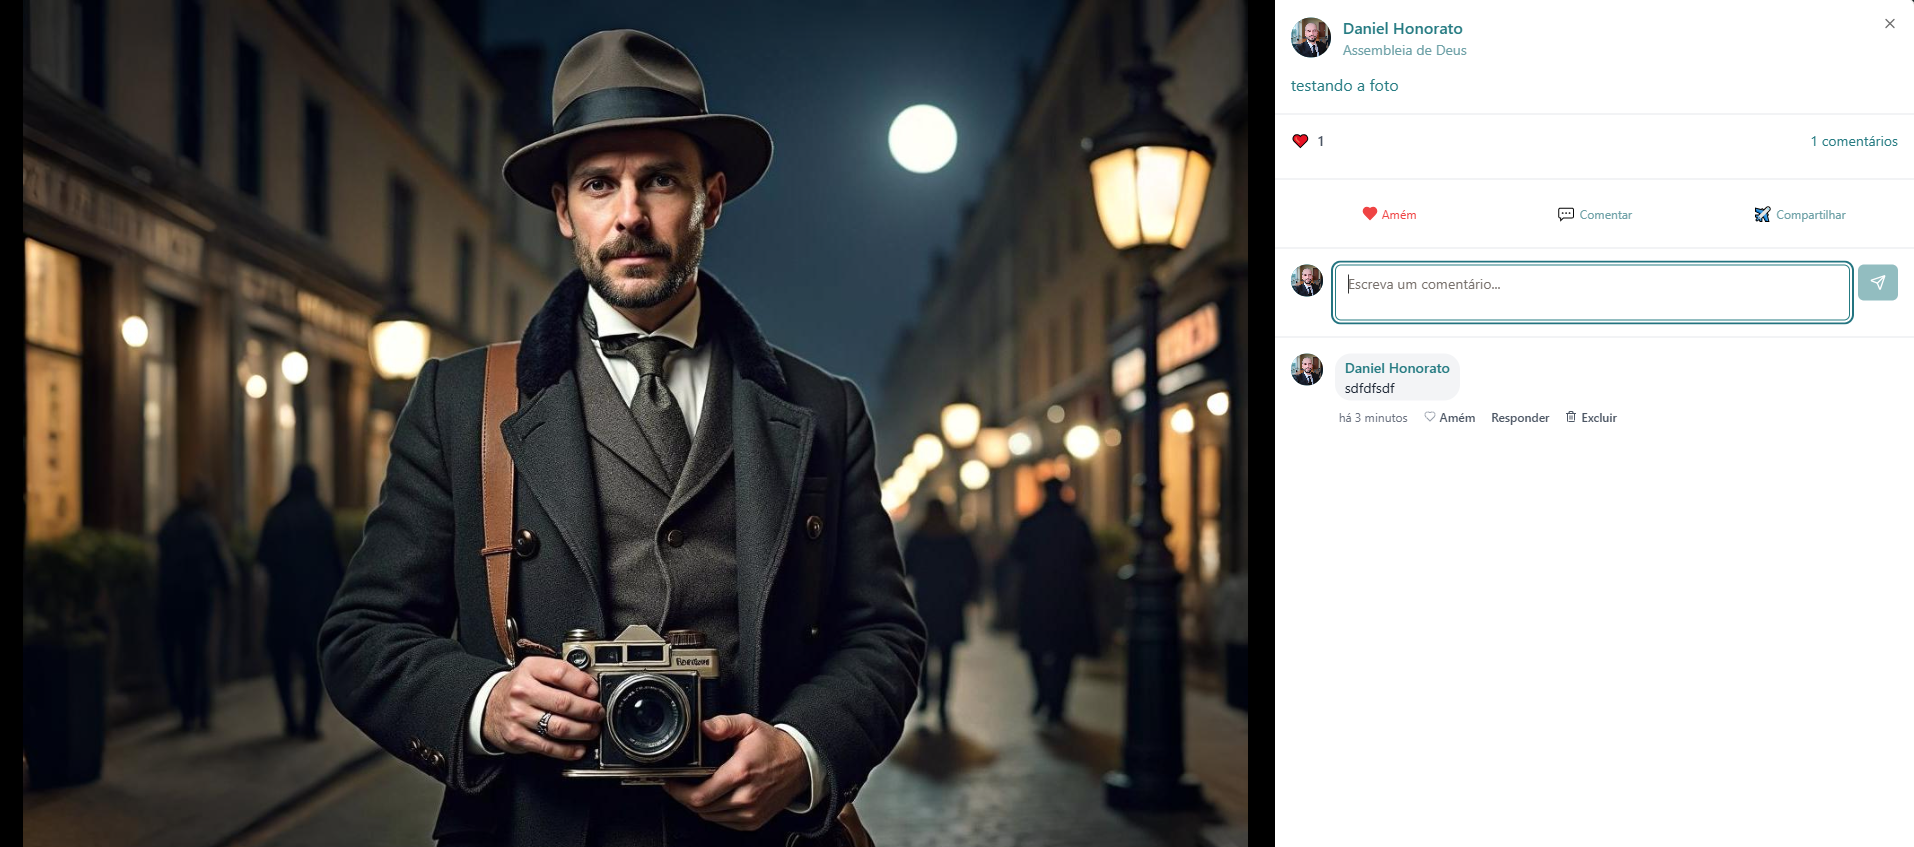 Daniel Honorato
Assembleia de Deus
testando a foto
1
1 comentários
Amém
Comentar
Compartilhar
Escreva um comentário...
Daniel Honorato
sdfdfsdf
há 3 minutos Amém Responder Excluir